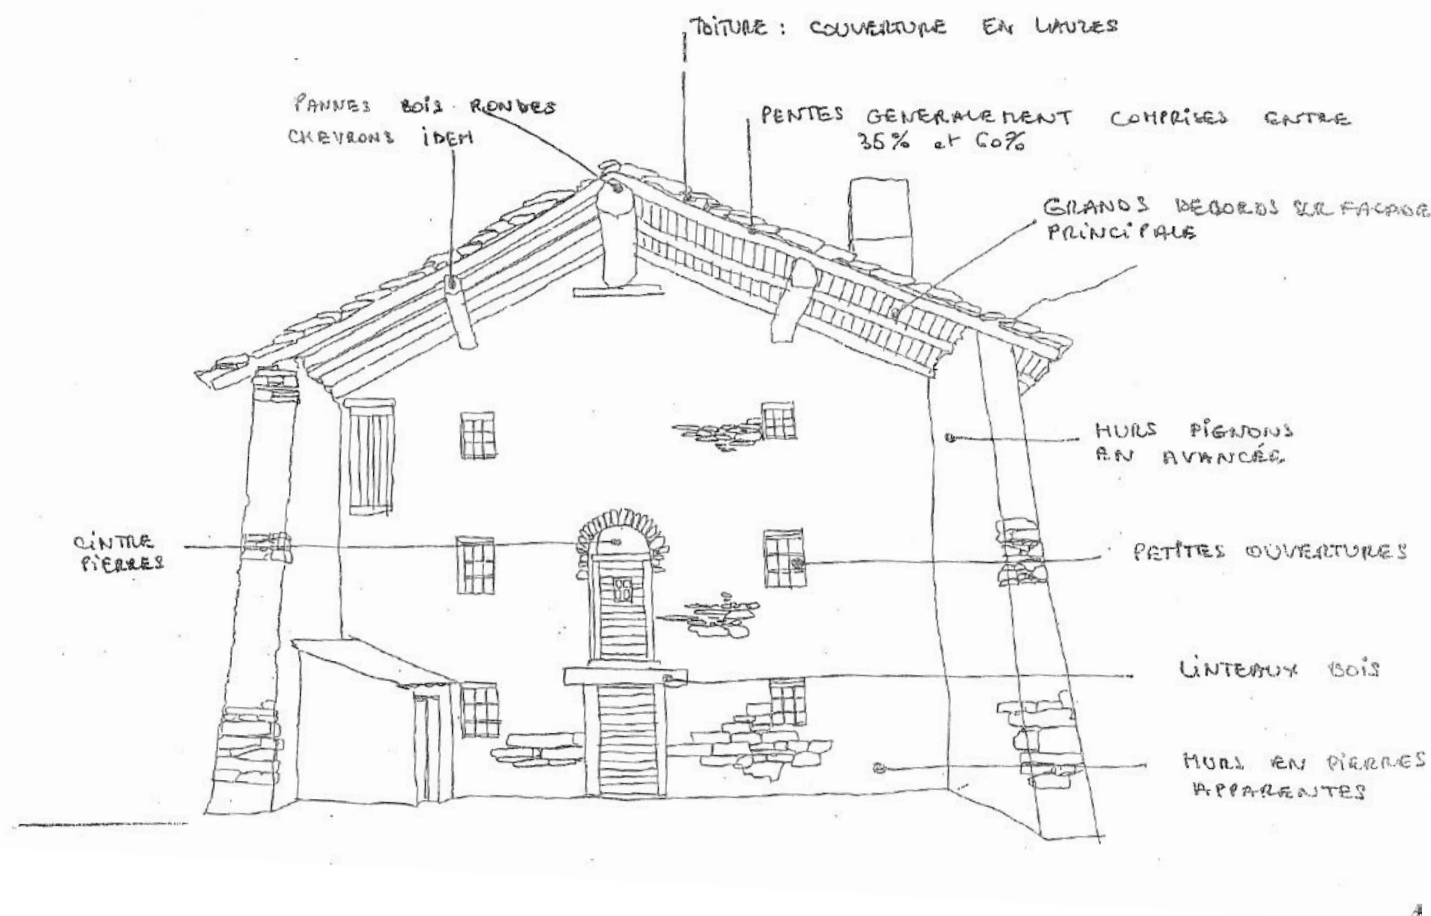 TOITURE : COUVERTURE EN LAUZES
PANNES BOIS RONDES
CHEVRONS IDEM
PENTES GENERALEMENT COMPRISES ENTRE
35% et 60%
GRANDS DEBORDS SUR FACADE
PRINCIPALE
MURS PIGNONS
EN AVANCÉE
CINTRE
PIERRES
PETITES OUVERTURES
LINTEAUX BOIS
MURS EN PIERRES
APPARENTES